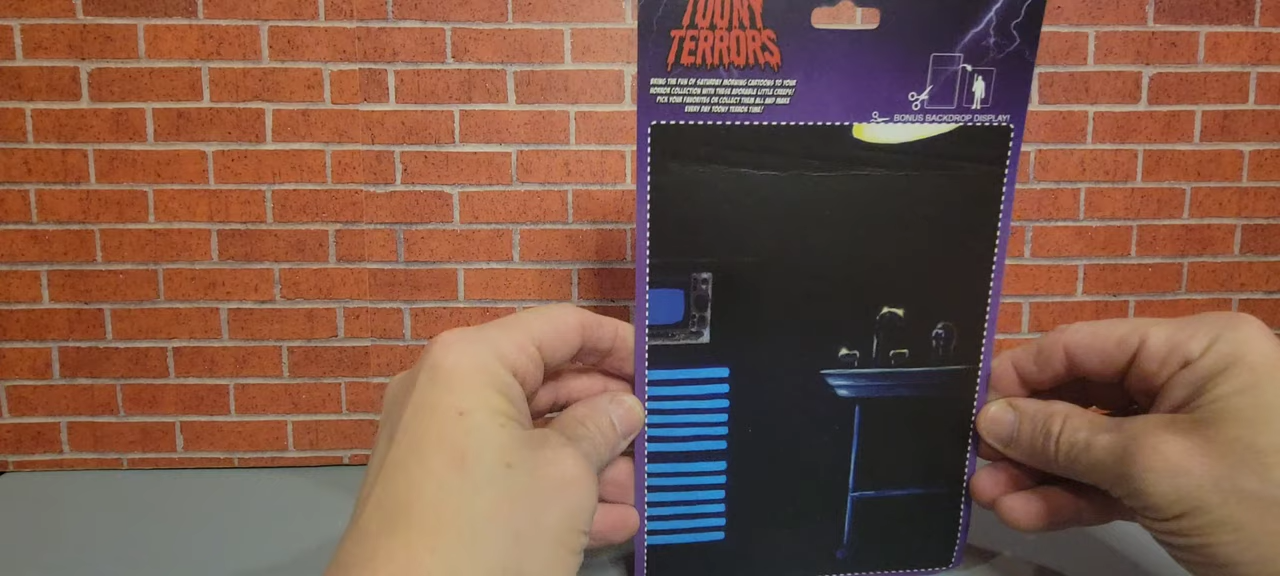 TOONY
TERRORS
BRING THE FUN OF SATURDAY MORNING CARTOONS TO YOUR
HORROR COLLECTION WITH THESE ADORABLE LITTLE CREEPS!
PICK YOUR FAVORITES OR COLLECT THEM ALL AND MAKE
EVERY DAY TOONY TERROR TIME!
BONUS BACKDROP DISPLAY!